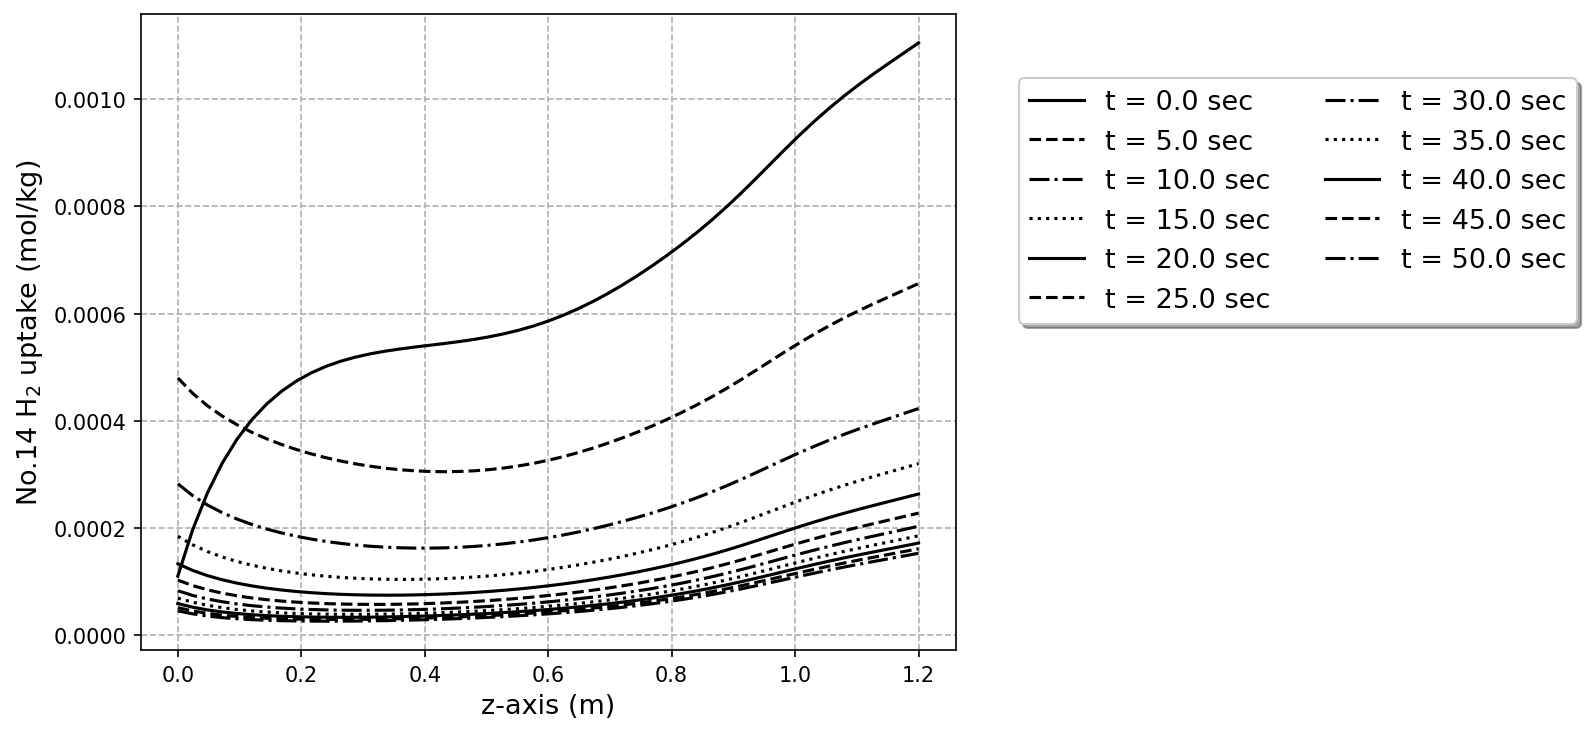 No.14 H₂ uptake (mol/kg)
0.0010
0.0008
0.0006
0.0004
0.0002
0.0000
0.0 0.2 0.4 0.6 0.8 1.0 1.2
z-axis (m)
t = 0.0 sec
t = 5.0 sec
t = 10.0 sec
t = 15.0 sec
t = 20.0 sec
t = 25.0 sec
t = 30.0 sec
t = 35.0 sec
t = 40.0 sec
t = 45.0 sec
t = 50.0 sec